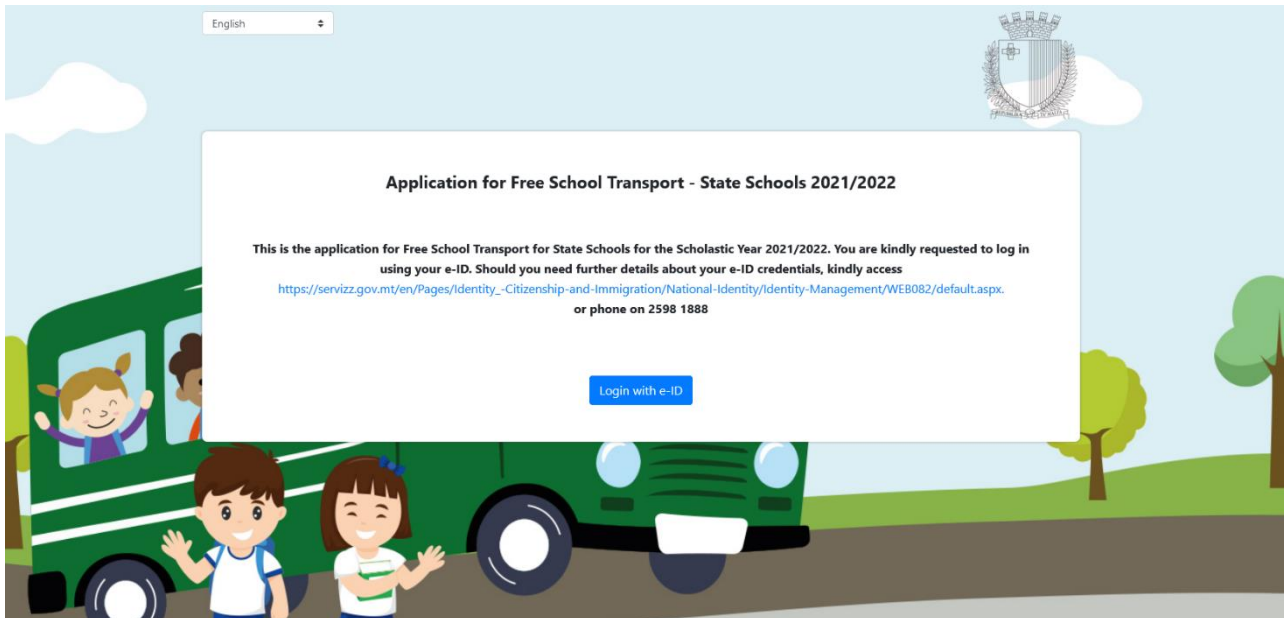 English
Application for Free School Transport - State Schools 2021/2022
This is the application for Free School Transport for State Schools for the Scholastic Year 2021/2022. You are kindly requested to log in
using your e-ID. Should you need further details about your e-ID credentials, kindly access
https://servizz.gov.mt/en/Pages/Identity_-Citizenship-and-Immigration/National-Identity/Identity-Management/WEB082/default.aspx.
or phone on 2598 1888
Login with e-ID